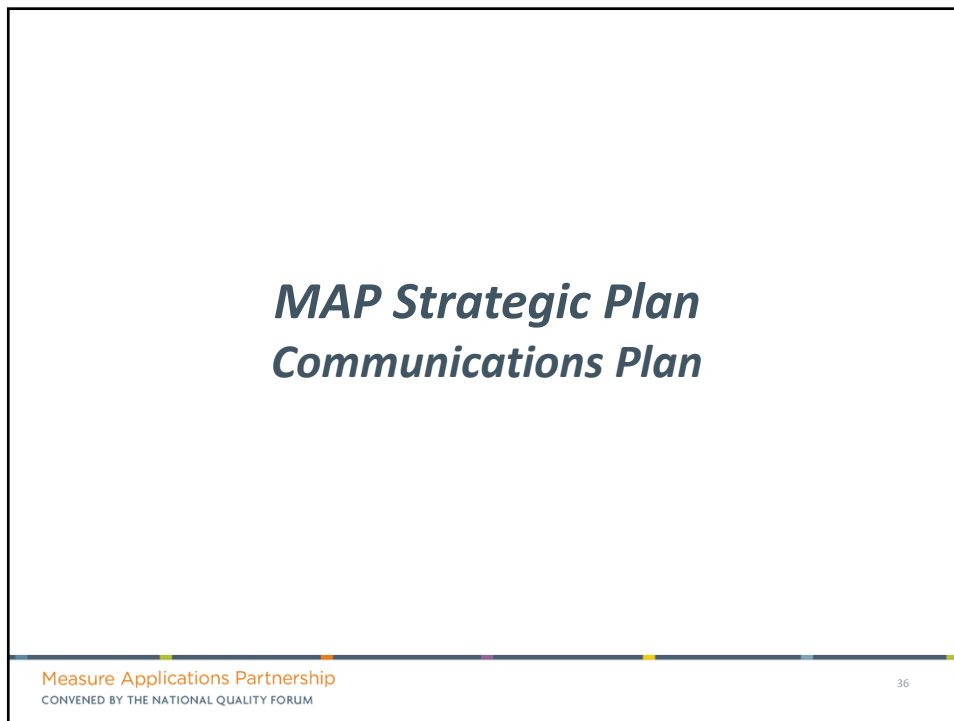 MAP Strategic Plan
Communications Plan
Measure Applications Partnership
CONVENED BY THE NATIONAL QUALITY FORUM
36